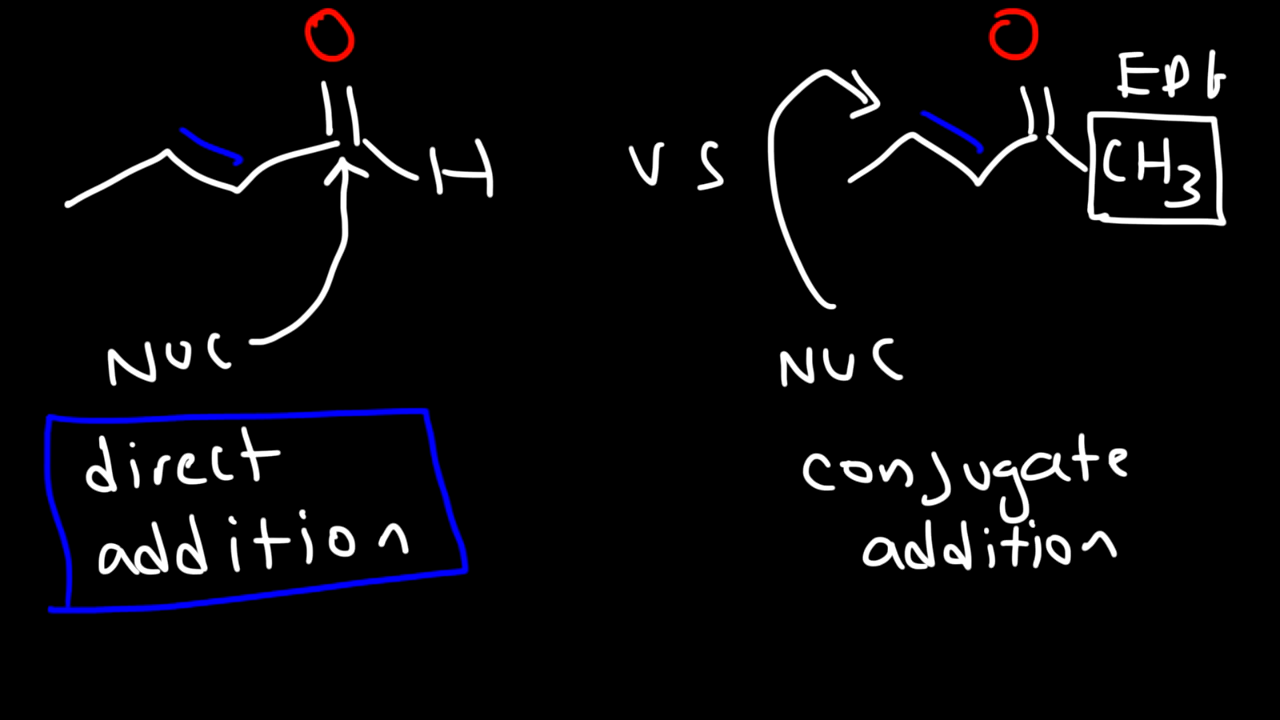 O
O
EDG
H
VS
CH3
NUC
NUC
direct
addition
conjugate
addition